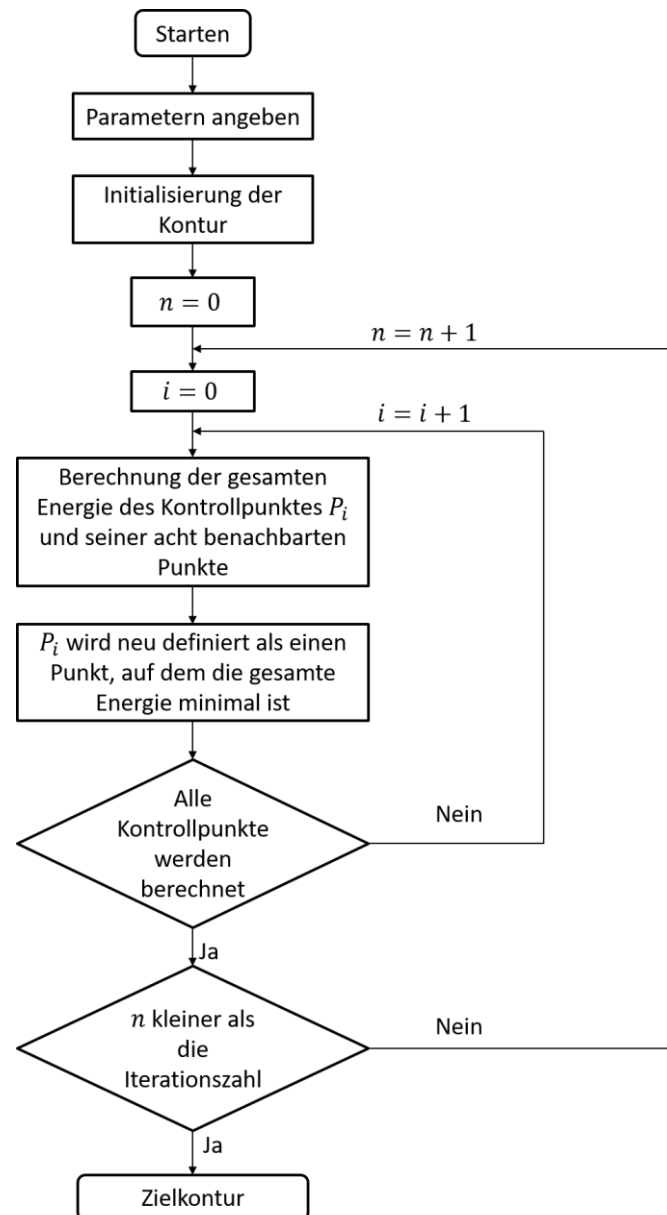 Starten
Parametern angeben
Initialisierung der
Kontur
n = 0
n = n + 1
i = 0
i = i + 1
Berechnung der gesamten
Energie des Kontrollpunktes P_i
und seiner acht benachbarten
Punkte
P_i wird neu definiert als einen
Punkt, auf dem die gesamte
Energie minimal ist
Alle
Kontrollpunkte
werden
berechnet
Nein
Ja
n kleiner als
die
Iterationszahl
Nein
Ja
Zielkontur